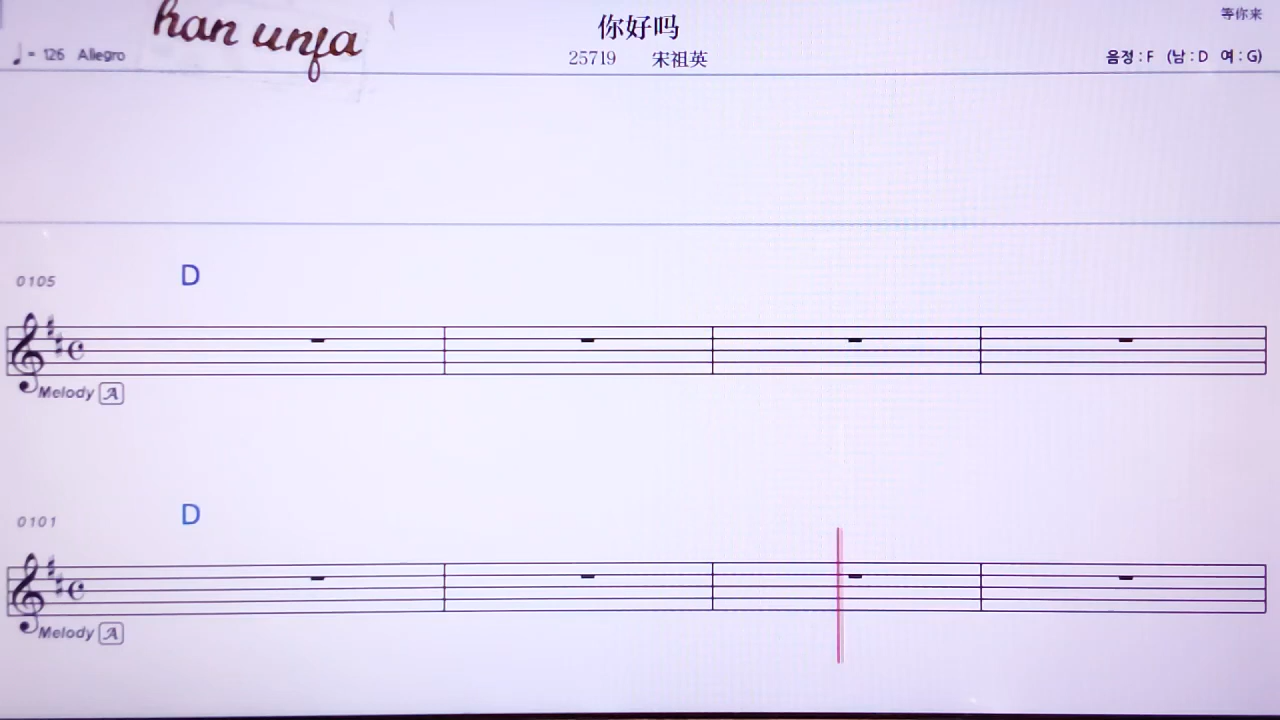 han unja
你好吗
等你来
♩= 126 Allegro
25719 宋祖英
음정 : F (남 : D 여 : G)
0105
D
Melody A
0101
D
Melody A